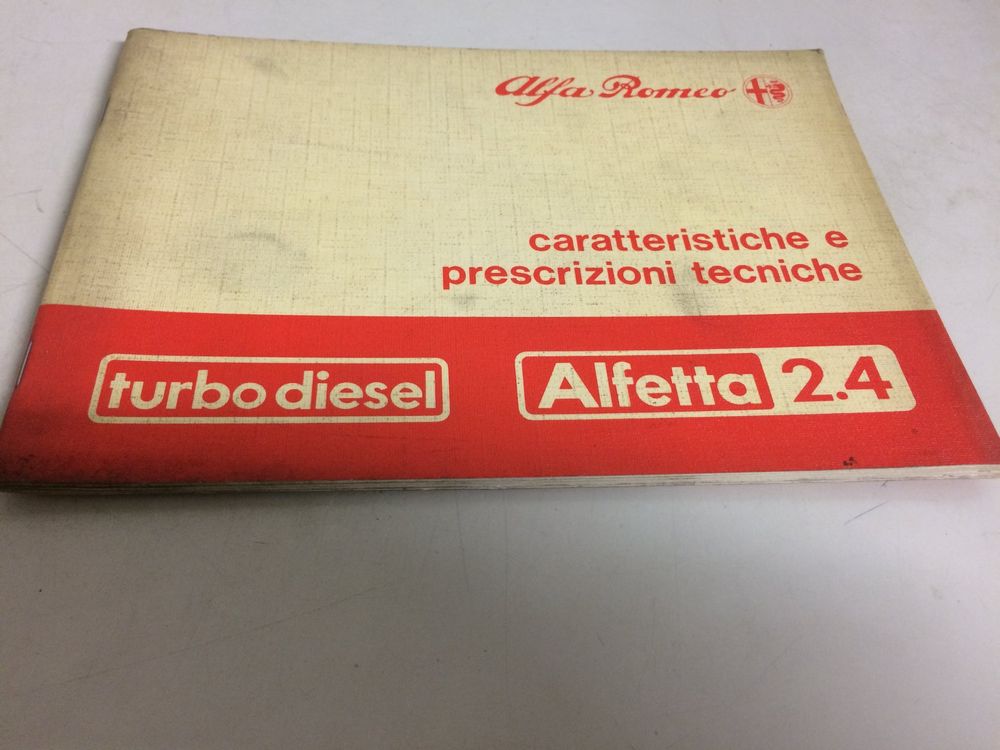 Alfa Romeo
caratteristiche e
prescrizioni tecniche
turbo diesel
Alfetta 2.4